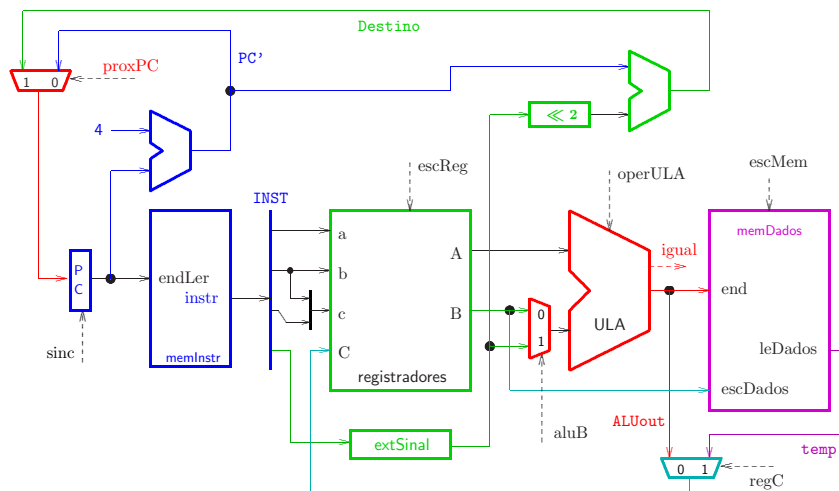 Destino
PC'
1 0
proxPC
4
≪ 2
escReg
operULA
escMem
INST
memDados
igual
a
A
P
C
endLer
instr
b
c
C
B
0
1
ULA
end
leDados
escDados
sinc
memInstr
registradores
extSinal
aluB
ALUout
temp
0 1
regC